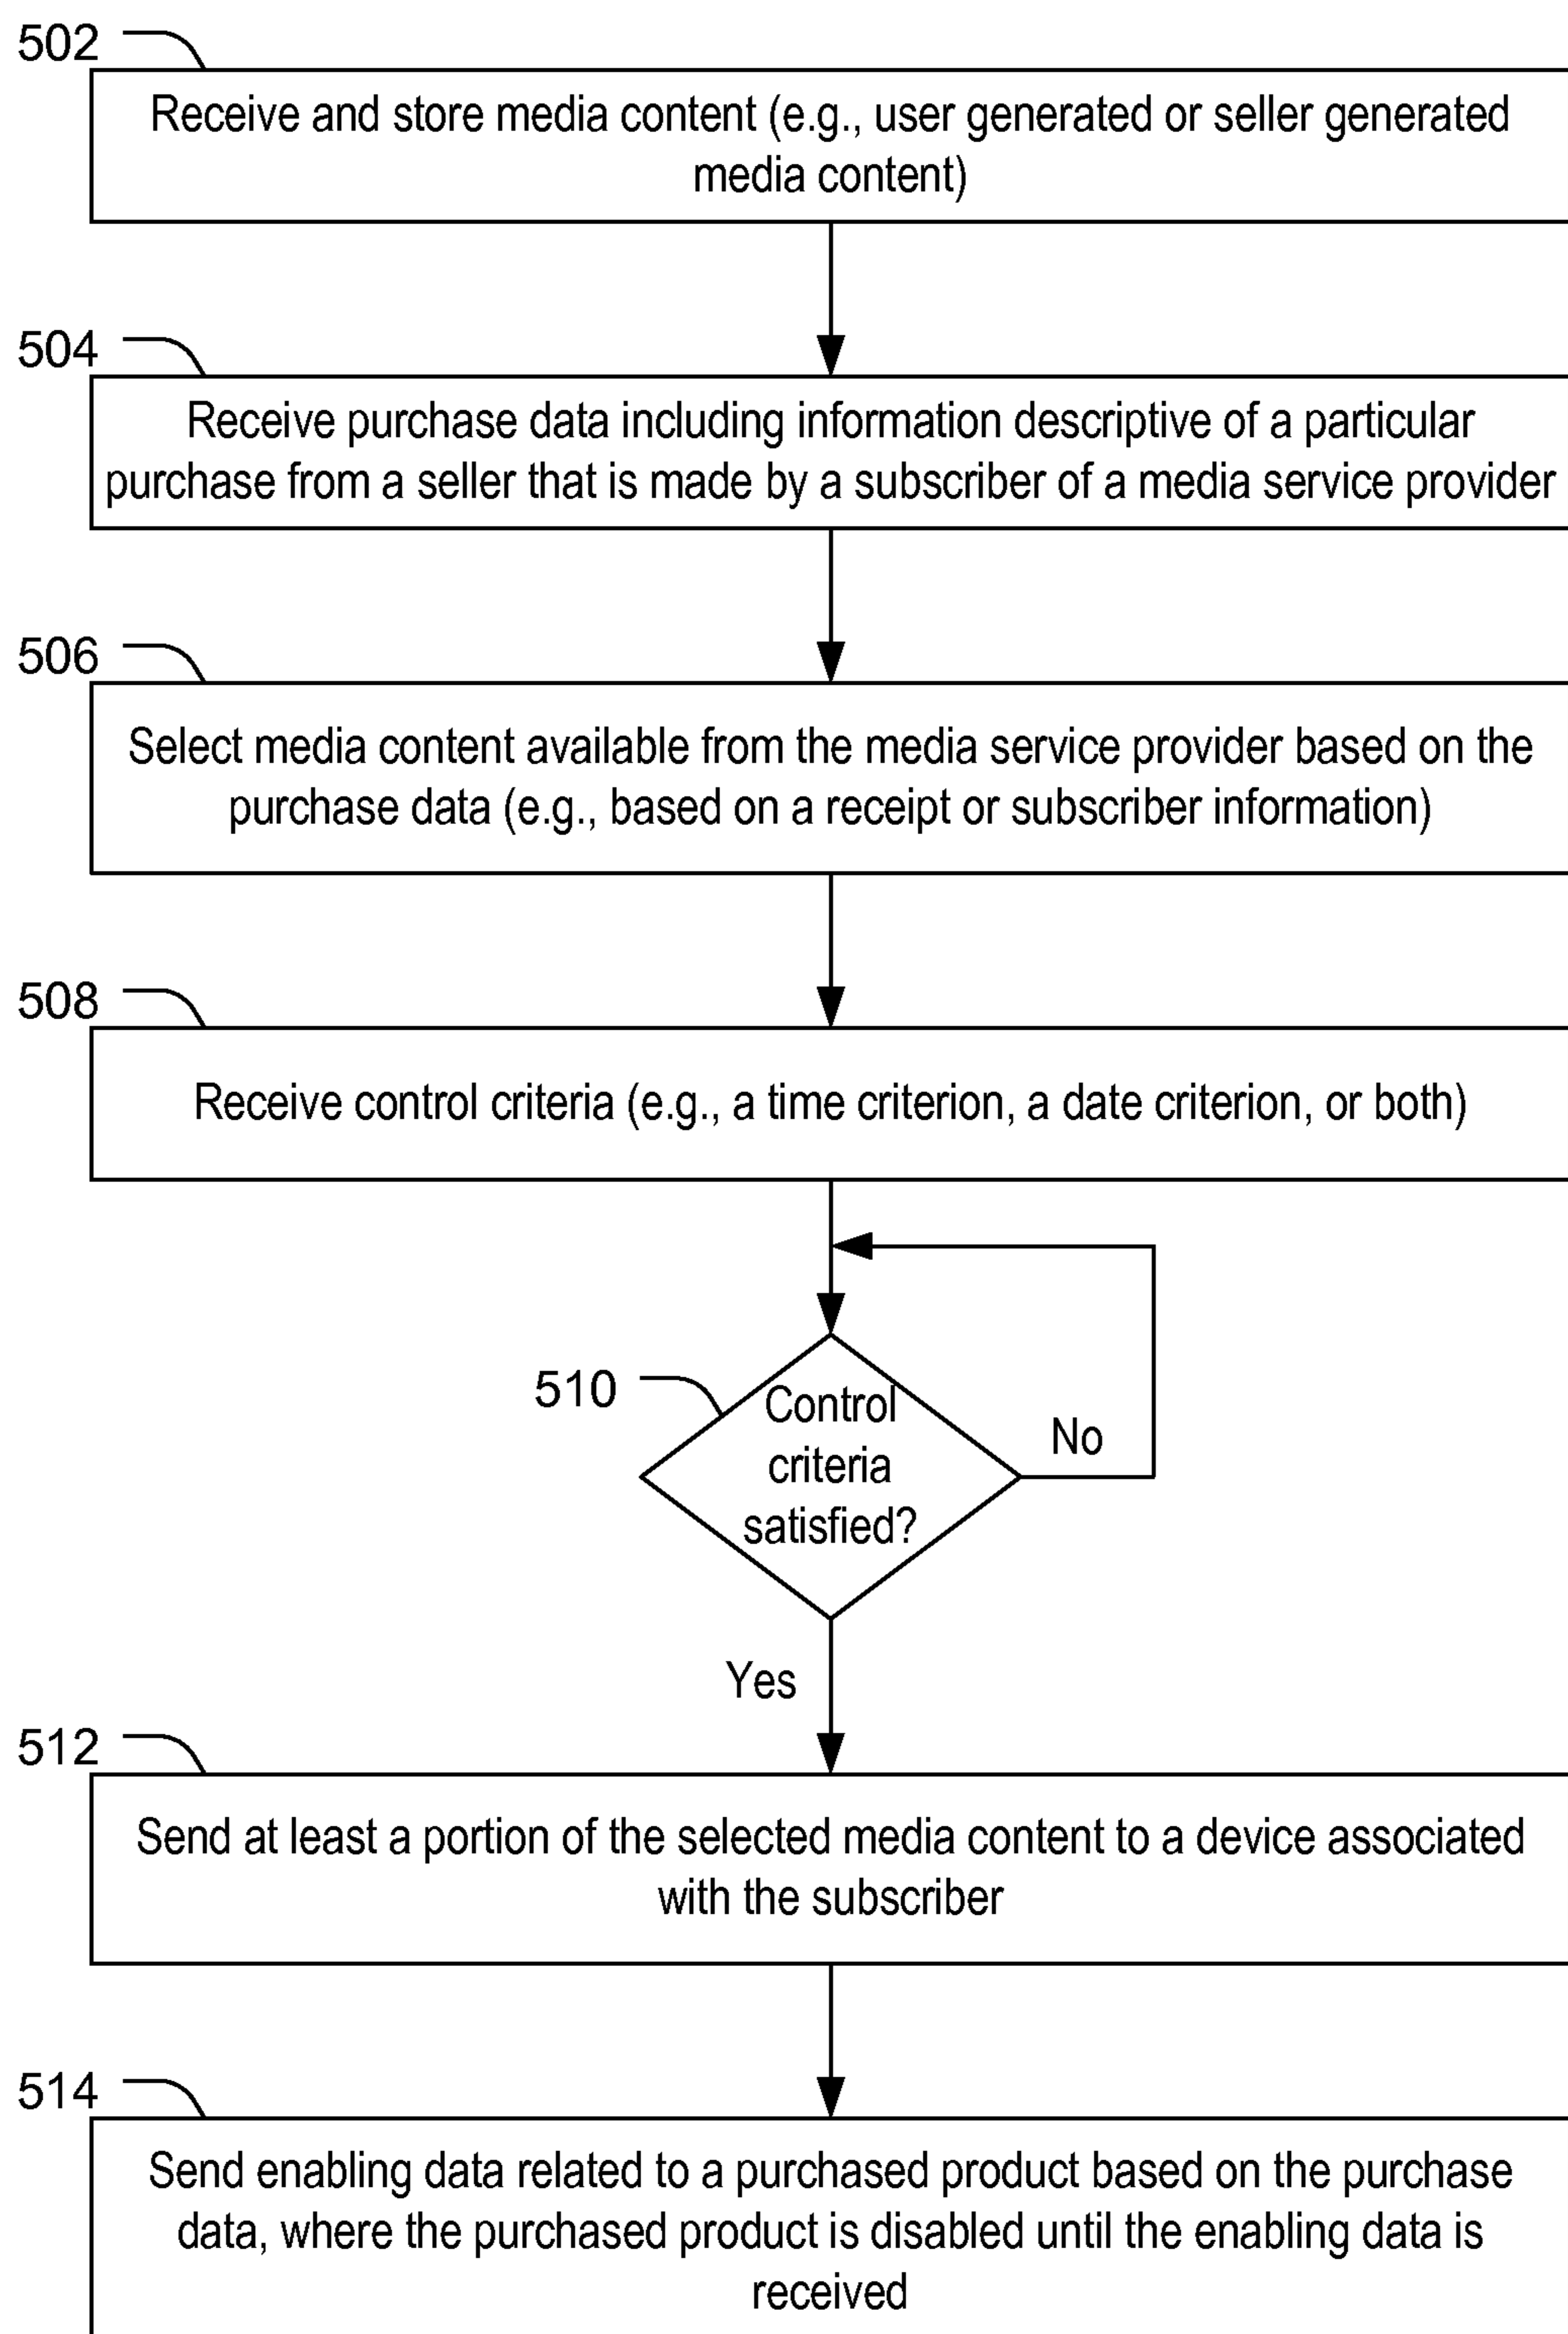 502
Receive and store media content (e.g., user generated or seller generated
media content)
504
Receive purchase data including information descriptive of a particular
purchase from a seller that is made by a subscriber of a media service provider
506
Select media content available from the media service provider based on the
purchase data (e.g., based on a receipt or subscriber information)
508
Receive control criteria (e.g., a time criterion, a date criterion, or both)
510
Control
criteria
satisfied?
No
Yes
512
Send at least a portion of the selected media content to a device associated
with the subscriber
514
Send enabling data related to a purchased product based on the purchase
data, where the purchased product is disabled until the enabling data is
received